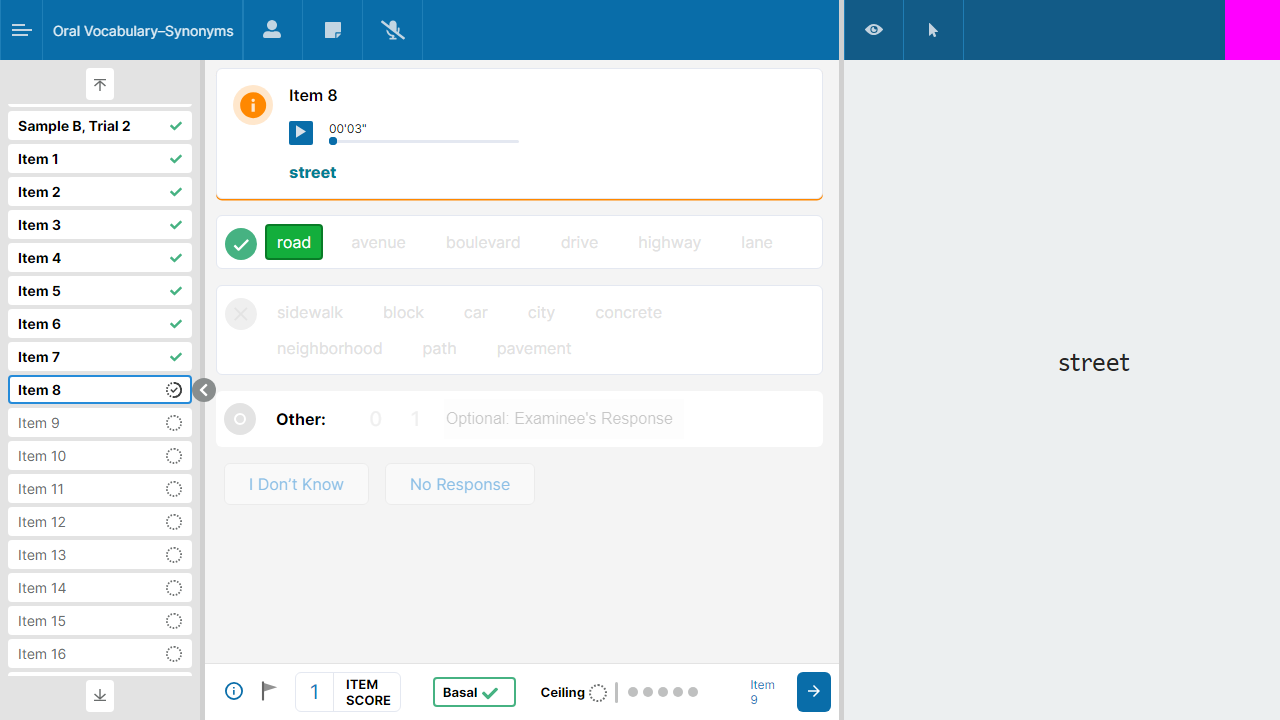 Oral Vocabulary–Synonyms
Sample B, Trial 2
Item 1
Item 2
Item 3
Item 4
Item 5
Item 6
Item 7
Item 8
Item 9
Item 10
Item 11
Item 12
Item 13
Item 14
Item 15
Item 16
Item 8
00'03"
street
road avenue boulevard drive highway lane
sidewalk block car city concrete
neighborhood path pavement
Other: 0 1 Optional: Examinee's Response
I Don't Know No Response
1 ITEM SCORE
Basal
Ceiling
Item 9
street